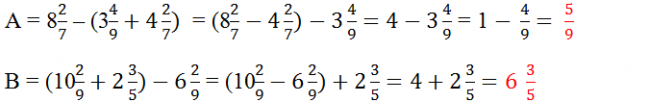 A = 8 2/7 – (3 4/9 + 4 2/7) = (8 2/7 – 4 2/7) – 3 4/9 = 4 – 3 4/9 = 1 – 4/9 = 5/9
B = (10 2/9 + 2 3/5) – 6 2/9 = (10 2/9 – 6 2/9) + 2 3/5 = 4 + 2 3/5 = 6 3/5